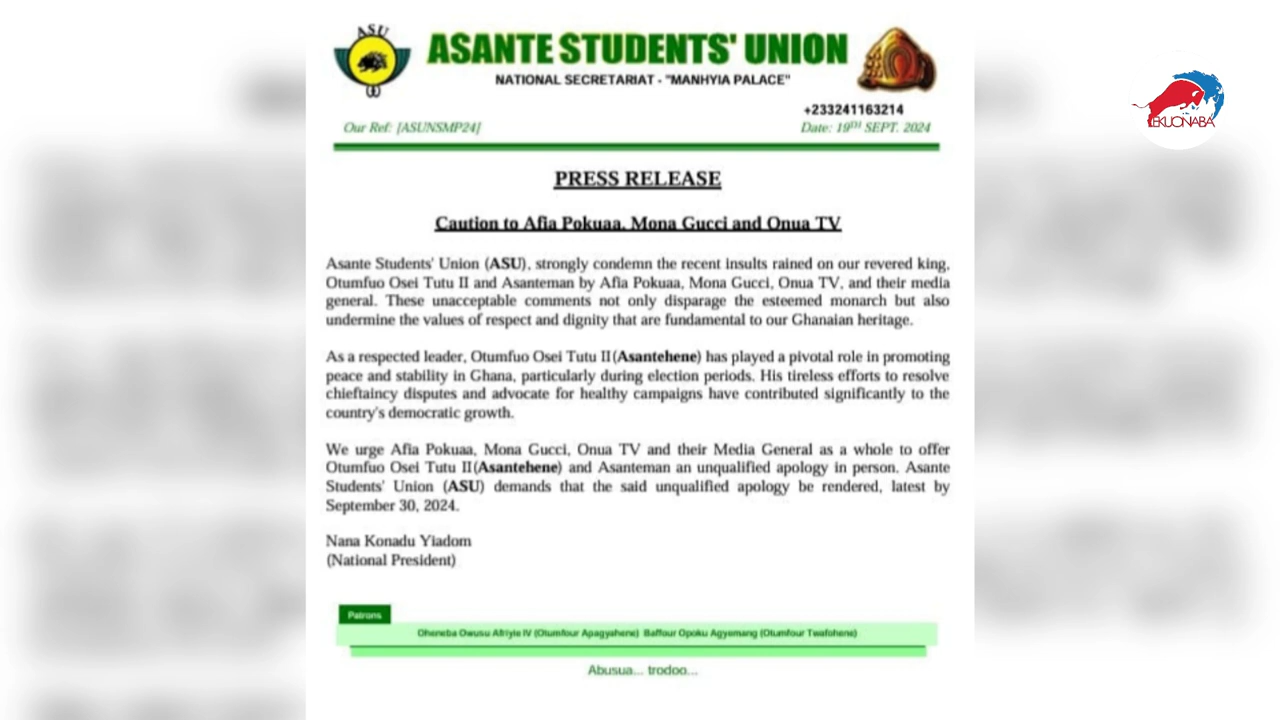 ASU
ASANTE STUDENTS' UNION
NATIONAL SECRETARIAT - "MANHYIA PALACE"
+233241163214
Our Ref: [ASUNSMP24]
Date: 19TH SEPT. 2024
EKUONABA
PRESS RELEASE
Caution to Afia Pokuaa, Mona Gucci and Onua TV
Asante Students' Union (ASU), strongly condemn the recent insults rained on our revered king,
Otumfuo Osei Tutu II and Asanteman by Afia Pokuaa, Mona Gucci, Onua TV, and their media
general. These unacceptable comments not only disparage the esteemed monarch but also
undermine the values of respect and dignity that are fundamental to our Ghanaian heritage.
As a respected leader, Otumfuo Osei Tutu II(Asantehene) has played a pivotal role in promoting
peace and stability in Ghana, particularly during election periods. His tireless efforts to resolve
chieftaincy disputes and advocate for healthy campaigns have contributed significantly to the
country's democratic growth.
We urge Afia Pokuaa, Mona Gucci, Onua TV and their Media General as a whole to offer
Otumfuo Osei Tutu II(Asantehene) and Asanteman an unqualified apology in person. Asante
Students' Union (ASU) demands that the said unqualified apology be rendered, latest by
September 30, 2024.
Nana Konadu Yiadom
(National President)
Patrons
Oheneba Owusu Afriyie IV (Otumfour Apagyahene) Baffour Opoku Agyemang (Otumfour Twafohene)
Abusua... trodoo...